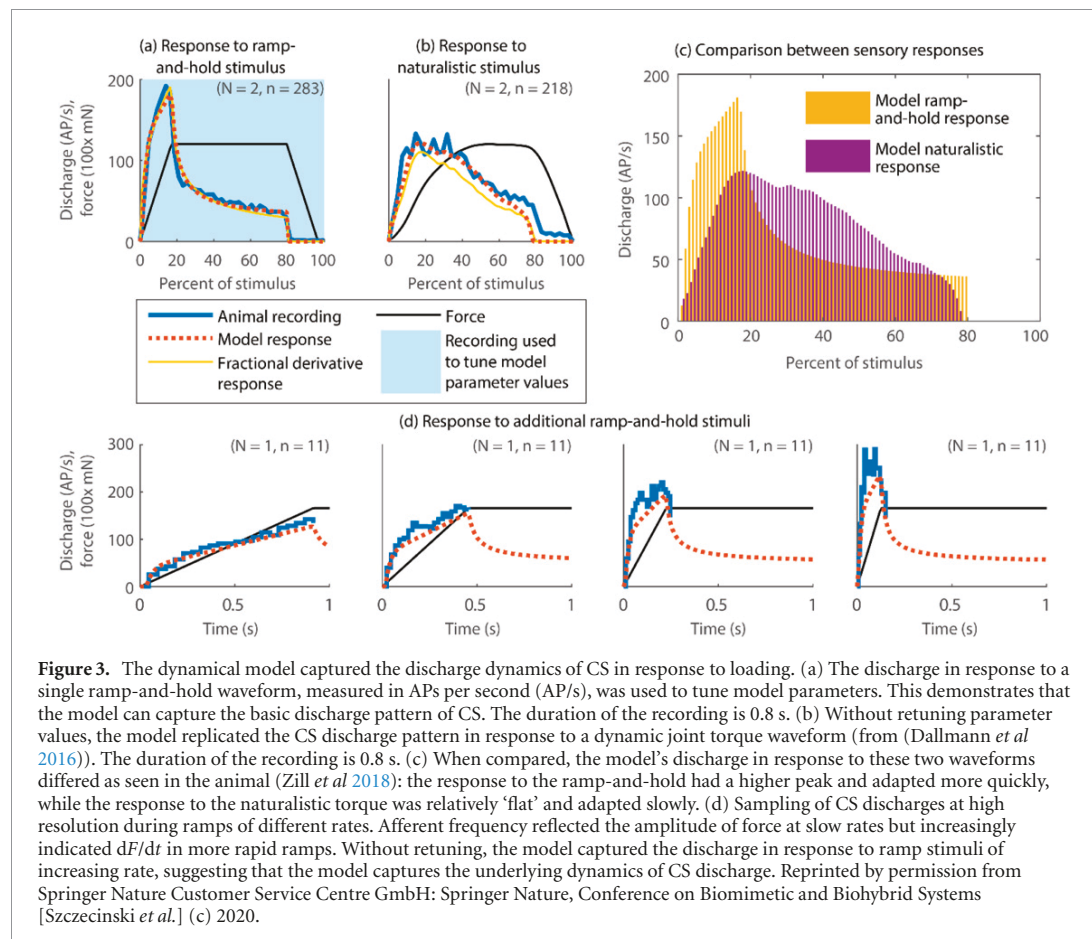 (a) Response to ramp-
and-hold stimulus
(N = 2, n = 283)
Discharge (AP/s),
force (100x mN)
200
100
0
0 20 40 60 80 100
Percent of stimulus
(b) Response to
naturalistic stimulus
(N = 2, n = 218)
0 20 40 60 80 100
Percent of stimulus
(c) Comparison between sensory responses
Discharge (AP/s)
200
150
100
50
0
Model ramp-
and-hold response
Model naturalistic
response
0 20 40 60 80 100
Percent of stimulus
Animal recording
Model response
Fractional derivative
response
Force
Recording used
to tune model
parameter values
(d) Response to additional ramp-and-hold stimuli
Discharge (AP/s),
force (100x mN)
300
200
100
0
(N = 1, n = 11)
0 0.5 1
Time (s)
(N = 1, n = 11)
0 0.5 1
Time (s)
(N = 1, n = 11)
0 0.5 1
Time (s)
(N = 1, n = 11)
0 0.5 1
Time (s)
Figure 3. The dynamical model captured the discharge dynamics of CS in response to loading. (a) The discharge in response to a
single ramp-and-hold waveform, measured in APs per second (AP/s), was used to tune model parameters. This demonstrates that
the model can capture the basic discharge pattern of CS. The duration of the recording is 0.8 s. (b) Without retuning parameter
values, the model replicated the CS discharge pattern in response to a dynamic joint torque waveform (from (Dallmann et al
2016)). The duration of the recording is 0.8 s. (c) When compared, the model's discharge in response to these two waveforms
differed as seen in the animal (Zill et al 2018): the response to the ramp-and-hold had a higher peak and adapted more quickly,
while the response to the naturalistic torque was relatively 'flat' and adapted slowly. (d) Sampling of CS discharges at high
resolution during ramps of different rates. Afferent frequency reflected the amplitude of force at slow rates but increasingly
indicated dF/dt in more rapid ramps. Without retuning, the model captured the discharge in response to ramp stimuli of
increasing rate, suggesting that the model captures the underlying dynamics of CS discharge. Reprinted by permission from
Springer Nature Customer Service Centre GmbH: Springer Nature, Conference on Biomimetic and Biohybrid Systems
[Szczecinski et al.] (c) 2020.